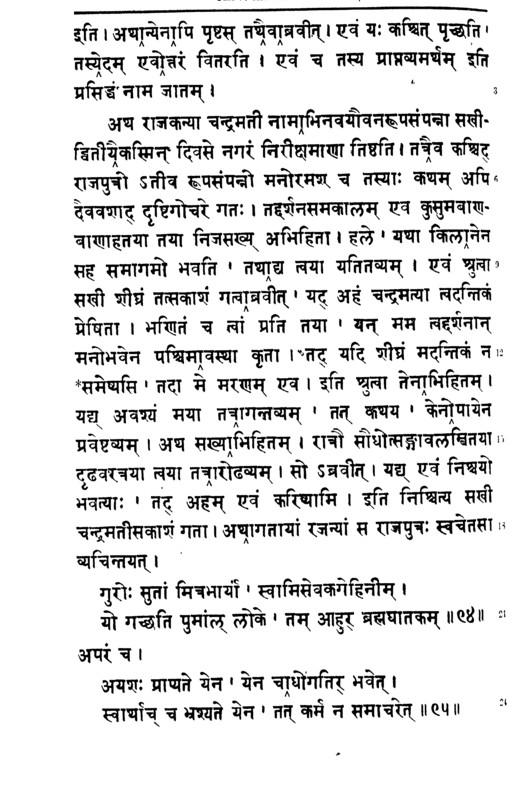 इति। अथान्येनापि पृष्टस् तथैवाब्रवीत्। एवं यः कश्चित् पृच्छति।
तस्येदम् एवोत्तरं वितरति। एवं च तस्य प्राप्तव्यमर्थम् इति
प्रसिद्धं नाम जातम्। 3
अथ राजकन्या चन्द्रमती नामाभिनवयौवनरूपसंपन्ना सखी-
द्वितीयैकस्मिन् दिवसे नगरं निरीक्षमाणा तिष्ठति। तत्रैव कश्चिद्
राजपुत्रो ऽतीव रूपसंपन्नो मनोरमश् च तस्याः कथम् अपि 6
दैववशाद् दृष्टिगोचरे गतः। तद्दर्शनसमकालम् एव कुसुमबाण-
बाणाहतया तया निजसख्य् अभिहिता। हले ' यथा किलानेन
सह समागमो भवति ' तथाद्य त्वया यतितव्यम्। एवं श्रुत्वा 9
सखी शीघ्रं तत्सकाशं गत्वाब्रवीत् ' यद् अहं चन्द्रमत्या त्वदन्तिकं
प्रेषिता। भणितं च त्वां प्रति तया ' यन् मम त्वद्दर्शनान्
मनोभवेन पश्चिमावस्था कृता। तद् यदि शीघ्रं मदन्तिकं न 12
*समेष्यसि ' तदा मे मरणम् एव। इति श्रुत्वा तेनाभिहितम्।
यद्य् अवश्यं मया तत्रागन्तव्यम् ' तत् कथय ' केनोपायेन
प्रवेष्टव्यम्। अथ सख्याभिहितम्। रात्रौ सौधोत्सङ्गावलम्बितया 15
दृढवरत्रया त्वया तत्रारोढव्यम्। सो ऽब्रवीत्। यद्य् एवं निश्चयो
भवत्याः ' तद् अहम् एवं करिष्यामि। इति निश्चित्य सखी
चन्द्रमतीसकाशं गता। अथागतायां रजन्यां स राजपुत्रः स्वचेतसा 18
व्यचिन्तयत्।
गुरोः सुतां मित्रभार्यां ' स्वामिसेवकगेहिनीम्।
यो गच्छति पुमांल् लोके ' तम् आहुर् ब्रह्मघातकम्॥९४॥ 21
अपरं च।
अयशः प्राप्यते येन ' येन चाधोगतिर् भवेत्।
स्वार्थाच् च भ्रश्यते येन ' तत् कर्म न समाचरेत्॥९५॥ 24